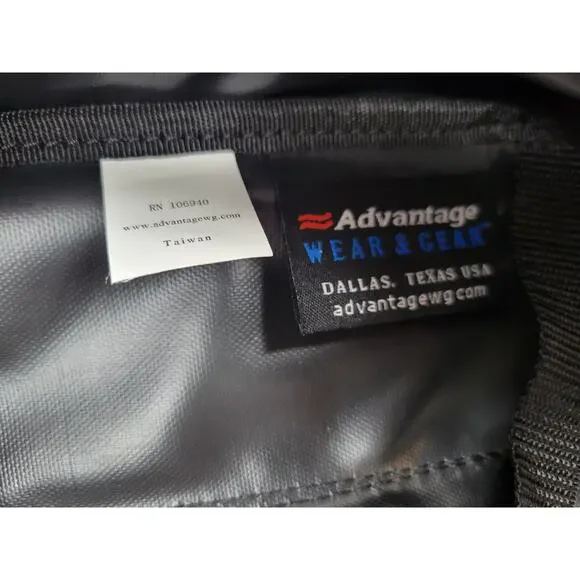 RN 106940
www.advantagewg.com
Taiwan
Advantage
WEAR & GEAR
DALLAS, TEXAS USA
advantagewg.com